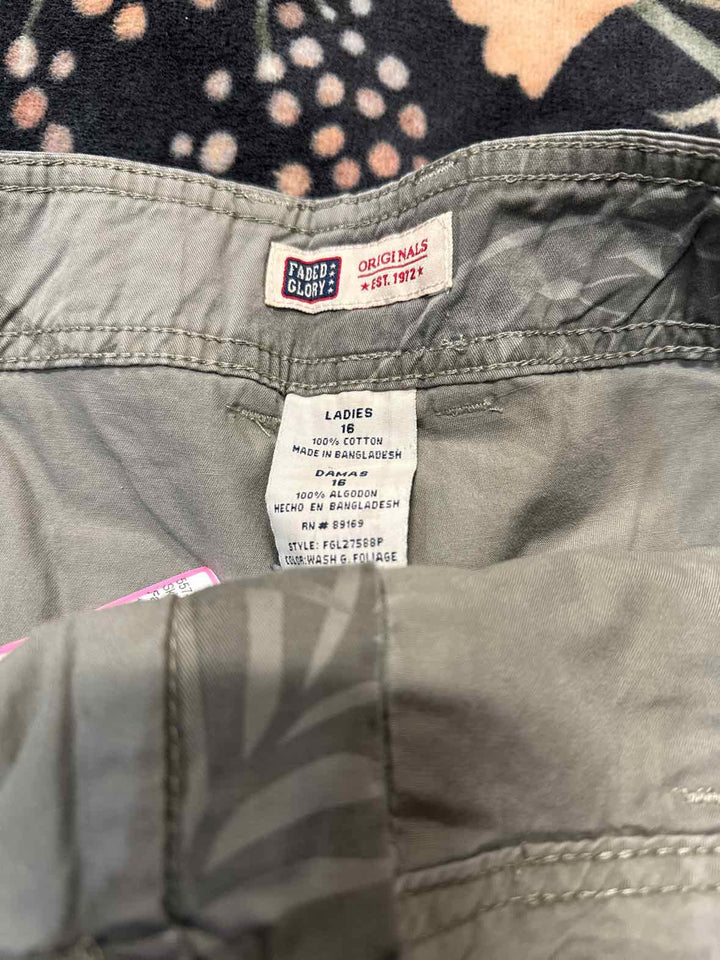 FADED
GLORY
ORIGINALS
★EST. 1972★
LADIES
16
100% COTTON
MADE IN BANGLADESH
DAMAS
16
100% ALGODON
HECHO EN BANGLADESH
RN # 89169
STYLE: FGL27588P
COLOR: WASH G. FOLIAGE
557